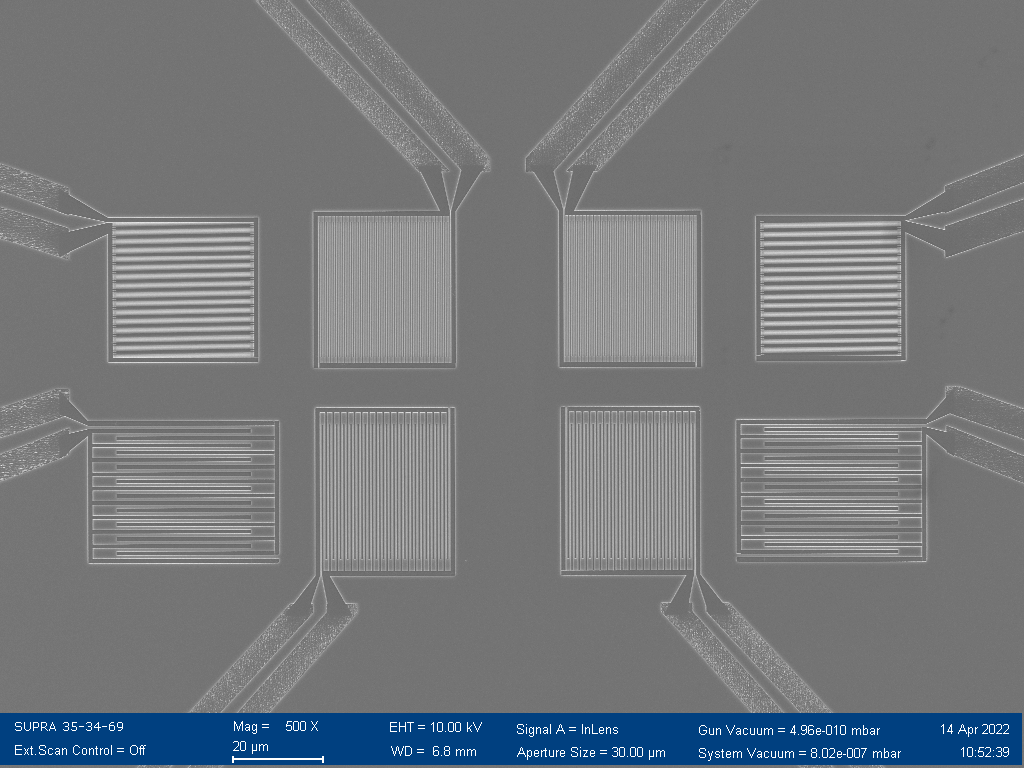 SUPRA 35-34-69 Mag = 500 X EHT = 10.00 kV Signal A = InLens Gun Vacuum = 4.96e-010 mbar 14 Apr 2022
Ext.Scan Control = Off 20 µm WD = 6.8 mm Aperture Size = 30.00 µm System Vacuum = 8.02e-007 mbar 10:52:39